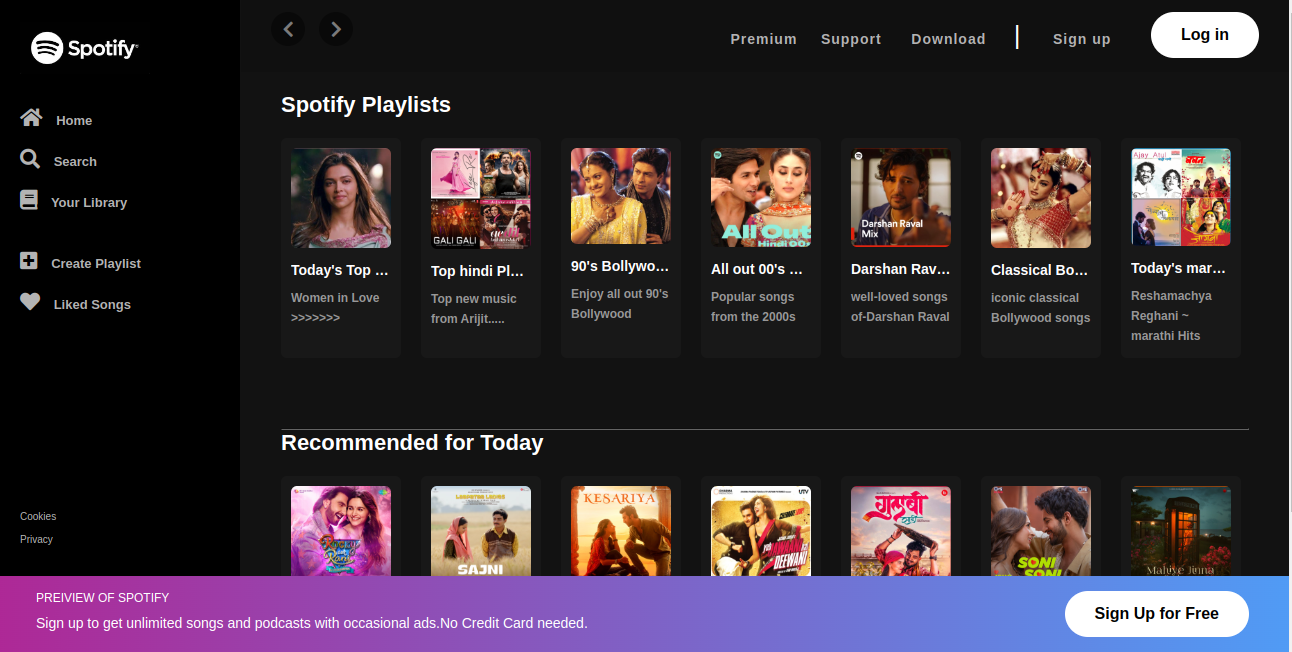 Spotify
Premium Support Download | Sign up Log in
Home
Search
Your Library
Create Playlist
Liked Songs
Cookies
Privacy
Spotify Playlists
GALI GALI
Ajay Atul
All Out
Hindi 00s
Darshan Raval
Mix
Today's Top ...
Women in Love
>>>>>>>
Top hindi Pl...
Top new music
from Arijit.....
90's Bollywo...
Enjoy all out 90's
Bollywood
All out 00's ...
Popular songs
from the 2000s
Darshan Rav...
well-loved songs
of-Darshan Raval
Classical Bo...
iconic classical
Bollywood songs
Today's mar...
Reshamachya
Reghani ~
marathi Hits
Recommended for Today
SAJNI
KESARIYA
YEH JAWAANI HAI
DEEWANI
गुलाबी
SONI
SONI
Mahiye Jinna
PREIVIEW OF SPOTIFY
Sign up to get unlimited songs and podcasts with occasional ads.No Credit Card needed.
Sign Up for Free